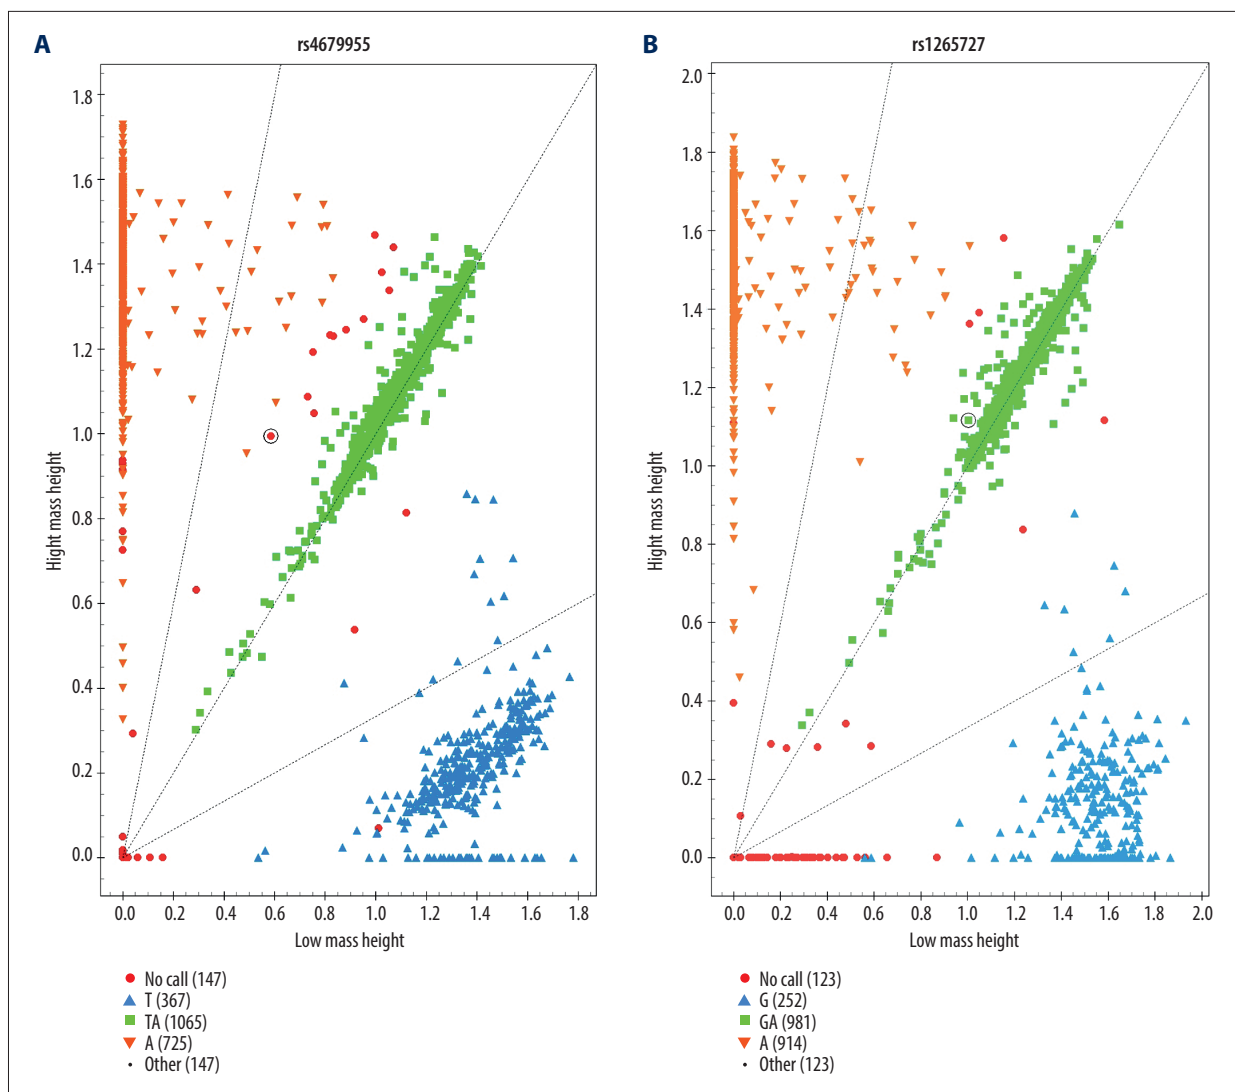 A
rs4679955
1.8
1.6
1.4
1.2
1.0
0.8
0.6
0.4
0.2
0.0
Hight mass height
0.0 0.2 0.4 0.6 0.8 1.0 1.2 1.4 1.6 1.8
Low mass height
No call (147)
T (367)
TA (1065)
A (725)
Other (147)
B
rs1265727
2.0
1.8
1.6
1.4
1.2
1.0
0.8
0.6
0.4
0.2
0.0
Hight mass height
0.0 0.2 0.4 0.6 0.8 1.0 1.2 1.4 1.6 1.8 2.0
Low mass height
No call (123)
G (252)
GA (981)
A (914)
Other (123)